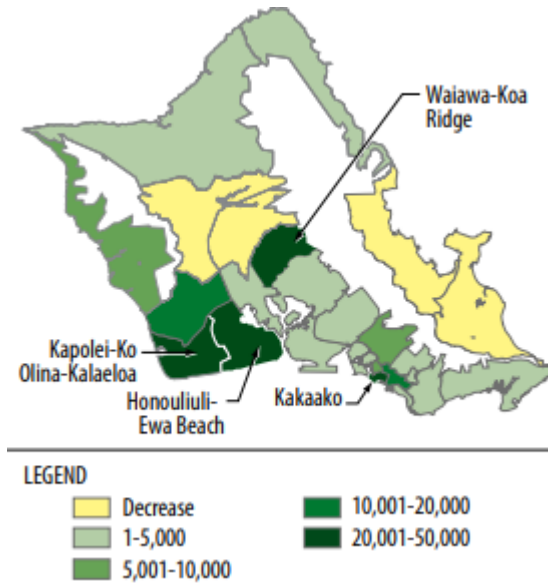 Waiawa-Koa
Ridge
Kapolei-Ko
Olina-Kalaeloa
Honouliuli-
Ewa Beach
Kakaako
LEGEND
Decrease
1-5,000
5,001-10,000
10,001-20,000
20,001-50,000